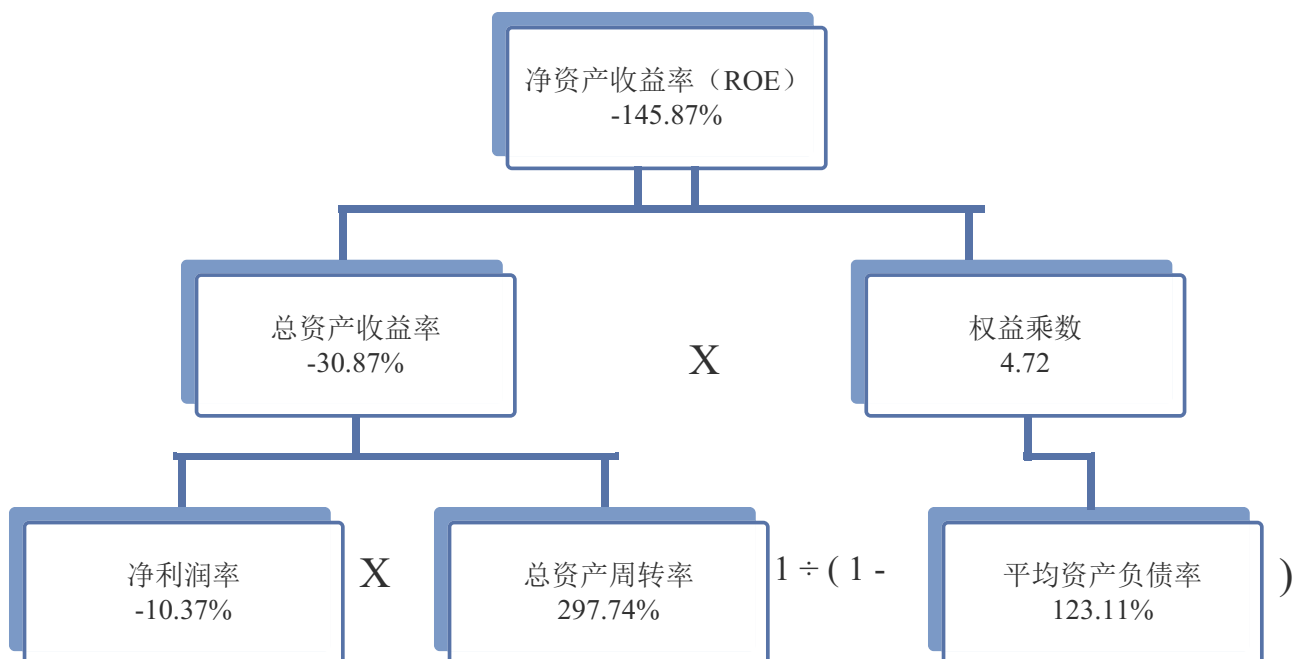 净资产收益率（ROE）
-145.87%
总资产收益率
-30.87%
X
权益乘数
4.72
净利润率
-10.37%
X
总资产周转率
297.74%
1 ÷ ( 1 -
平均资产负债率
123.11%
)